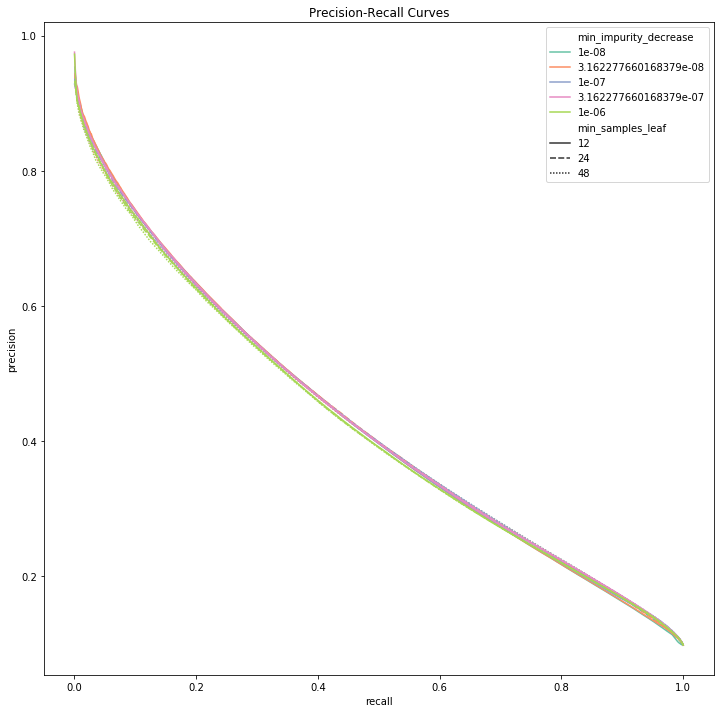 Precision-Recall Curves
min_impurity_decrease
1e-08
3.162277660168379e-08
1e-07
3.162277660168379e-07
1e-06
min_samples_leaf
12
24
48
1.0
0.8
0.6
0.4
0.2
precision
0.0 0.2 0.4 0.6 0.8 1.0
recall